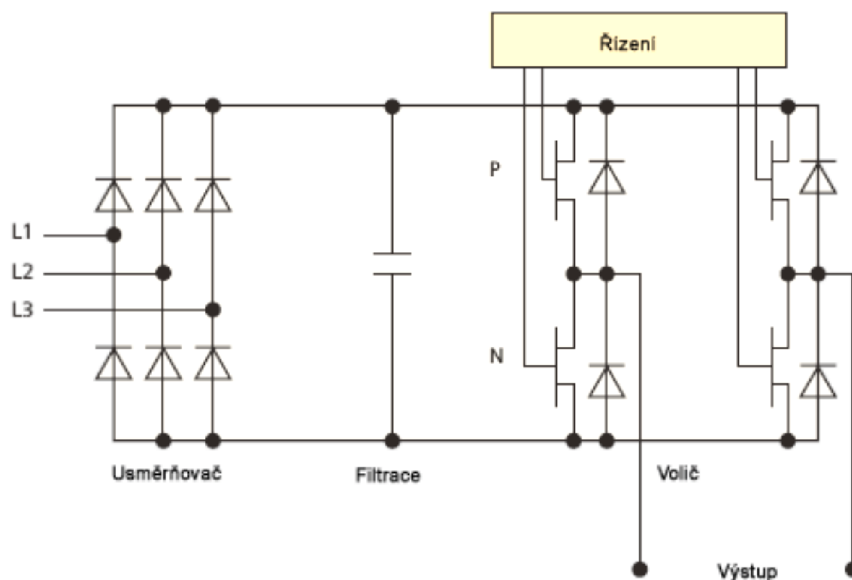 Řízení
P
L1
L2
L3
N
Usměrňovač
Filtrace
Volič
Výstup